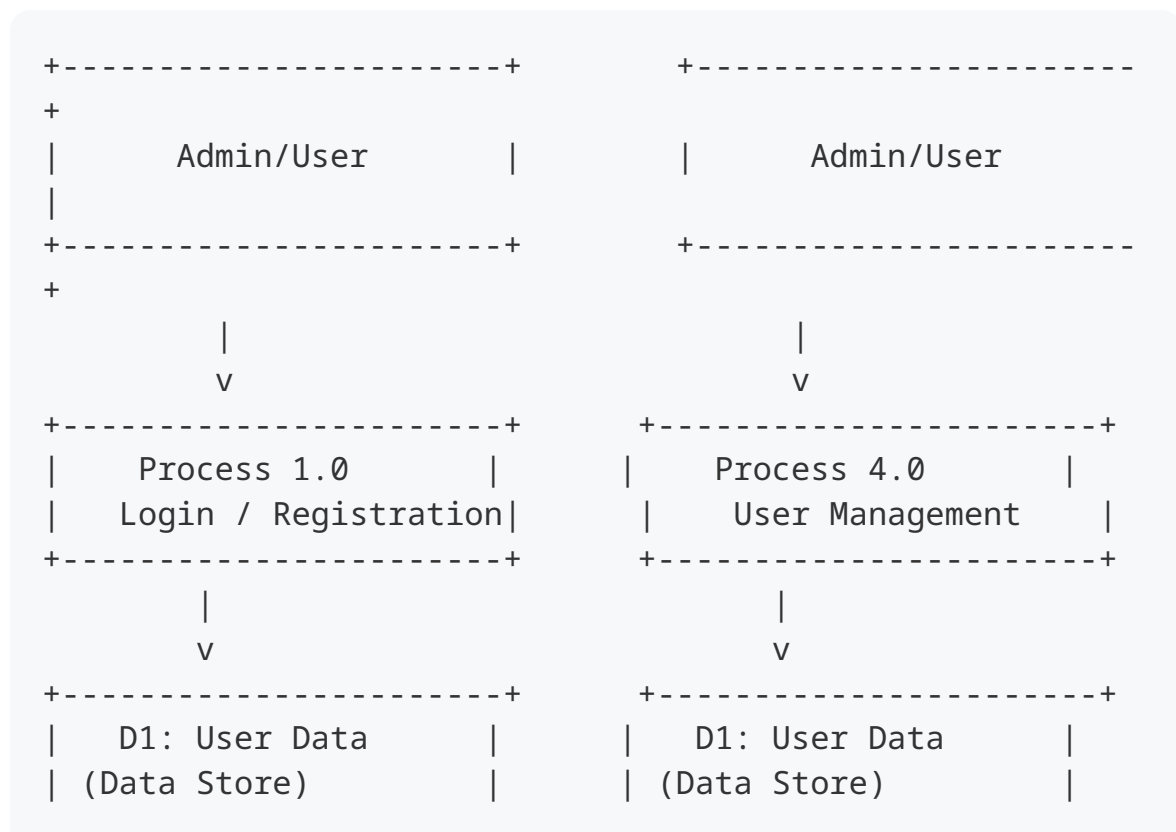 +-----------------------+        +-----------------------
+
|      Admin/User       |        |      Admin/User
|
+-----------------------+        +-----------------------
+
         |                             |
         v                             v
+-----------------------+      +-----------------------+
|    Process 1.0       |      |    Process 4.0       |
|   Login / Registration|      |    User Management    |
+-----------------------+      +-----------------------+
        |                             |
        v                             v
+-----------------------+      +-----------------------+
|   D1: User Data      |      |   D1: User Data      |
| (Data Store)         |      | (Data Store)         |